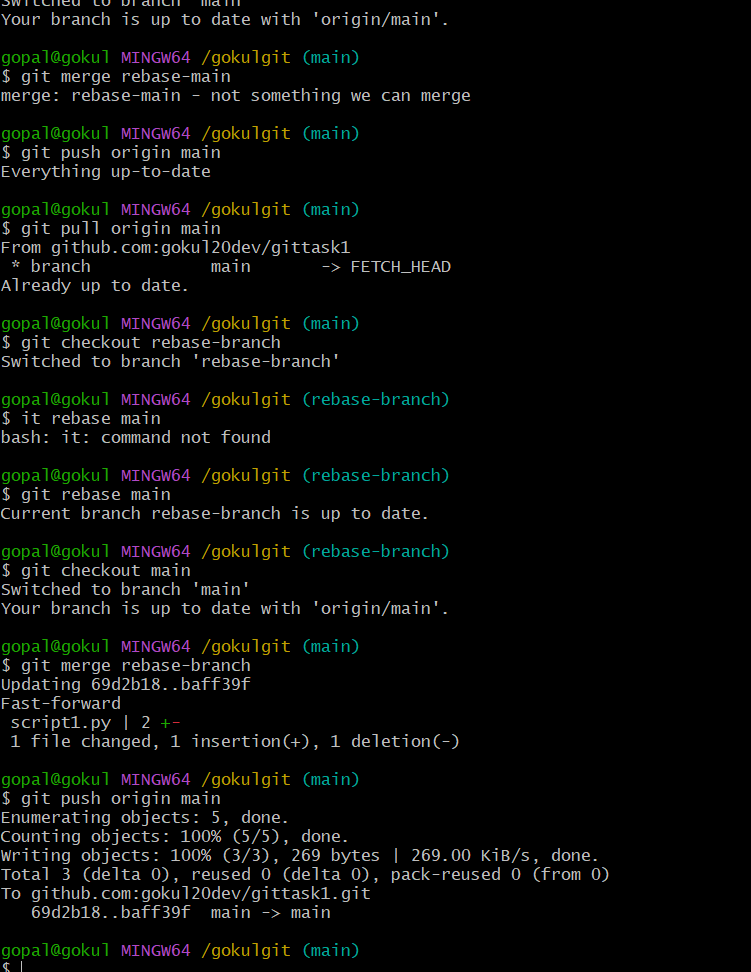 Switched to branch 'main'
Your branch is up to date with 'origin/main'.
gopal@gokul MINGW64 /gokulgit (main)
$ git merge rebase-main
merge: rebase-main - not something we can merge
gopal@gokul MINGW64 /gokulgit (main)
$ git push origin main
Everything up-to-date
gopal@gokul MINGW64 /gokulgit (main)
$ git pull origin main
From github.com:gokul20dev/gittask1
 * branch            main       -> FETCH_HEAD
Already up to date.
gopal@gokul MINGW64 /gokulgit (main)
$ git checkout rebase-branch
Switched to branch 'rebase-branch'
gopal@gokul MINGW64 /gokulgit (rebase-branch)
$ it rebase main
bash: it: command not found
gopal@gokul MINGW64 /gokulgit (rebase-branch)
$ git rebase main
Current branch rebase-branch is up to date.
gopal@gokul MINGW64 /gokulgit (rebase-branch)
$ git checkout main
Switched to branch 'main'
Your branch is up to date with 'origin/main'.
gopal@gokul MINGW64 /gokulgit (main)
$ git merge rebase-branch
Updating 69d2b18..baff39f
Fast-forward
 script1.py | 2 +-
 1 file changed, 1 insertion(+), 1 deletion(-)
gopal@gokul MINGW64 /gokulgit (main)
$ git push origin main
Enumerating objects: 5, done.
Counting objects: 100% (5/5), done.
Writing objects: 100% (3/3), 269 bytes | 269.00 KiB/s, done.
Total 3 (delta 0), reused 0 (delta 0), pack-reused 0 (from 0)
To github.com:gokul20dev/gittask1.git
   69d2b18..baff39f  main -> main
gopal@gokul MINGW64 /gokulgit (main)
$